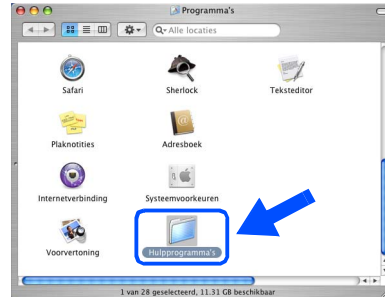 Programma's
Alle locaties
Safari
Sherlock
Teksteditor
Plaknotities
Adresboek
Internetverbinding
Systeemvoorkeuren
Voorvertoning
Hulpprogramma's
1 van 28 geselecteerd, 11.31 GB beschikbaar